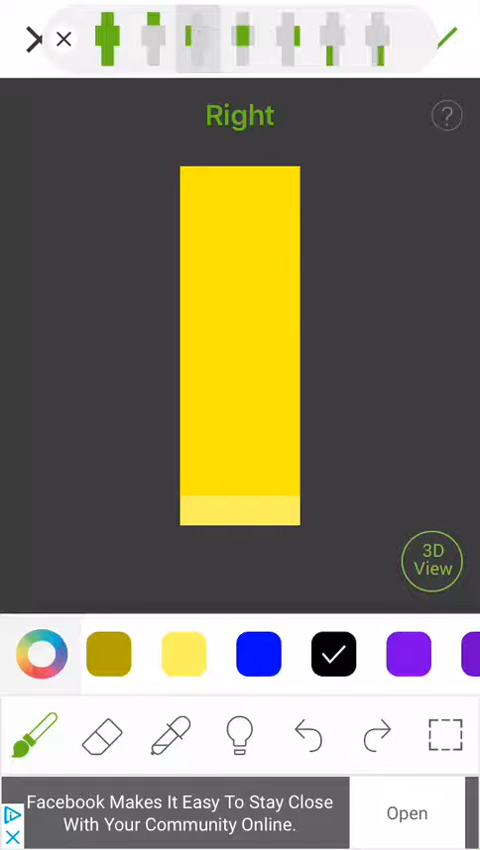 Right
?
3D
View
Facebook Makes It Easy To Stay Close
With Your Community Online.
Open